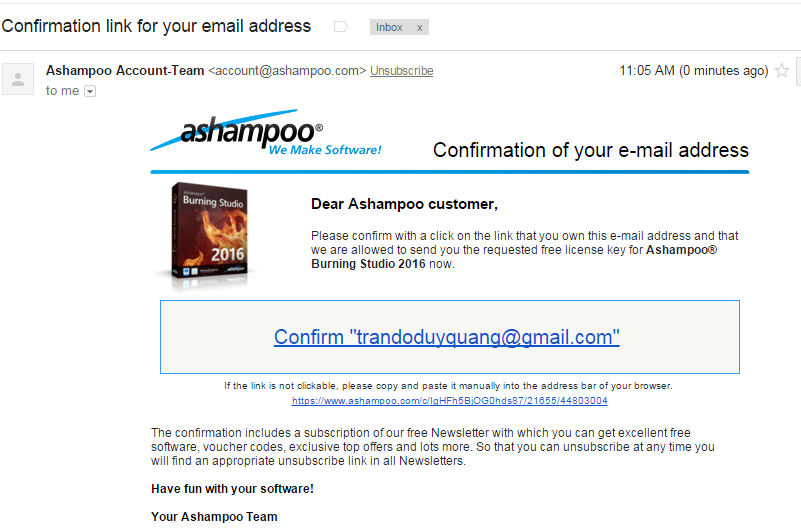 Confirmation link for your email address
Inbox x
Ashampoo Account-Team <account@ashampoo.com> Unsubscribe
11:05 AM (0 minutes ago)
to me
ashampoo®
We Make Software!
Confirmation of your e-mail address
Ashampoo®
Burning Studio
2016
Dear Ashampoo customer,
Please confirm with a click on the link that you own this e-mail address and that
we are allowed to send you the requested free license key for Ashampoo®
Burning Studio 2016 now.
Confirm "trandoduyquang@gmail.com"
If the link is not clickable, please copy and paste it manually into the address bar of your browser.
https://www.ashampoo.com/c/IgHFh5BjOG0hds87/21655/44803004
The confirmation includes a subscription of our free Newsletter with which you can get excellent free
software, voucher codes, exclusive top offers and lots more. So that you can unsubscribe at any time you
will find an appropriate unsubscribe link in all Newsletters.
Have fun with your software!
Your Ashampoo Team